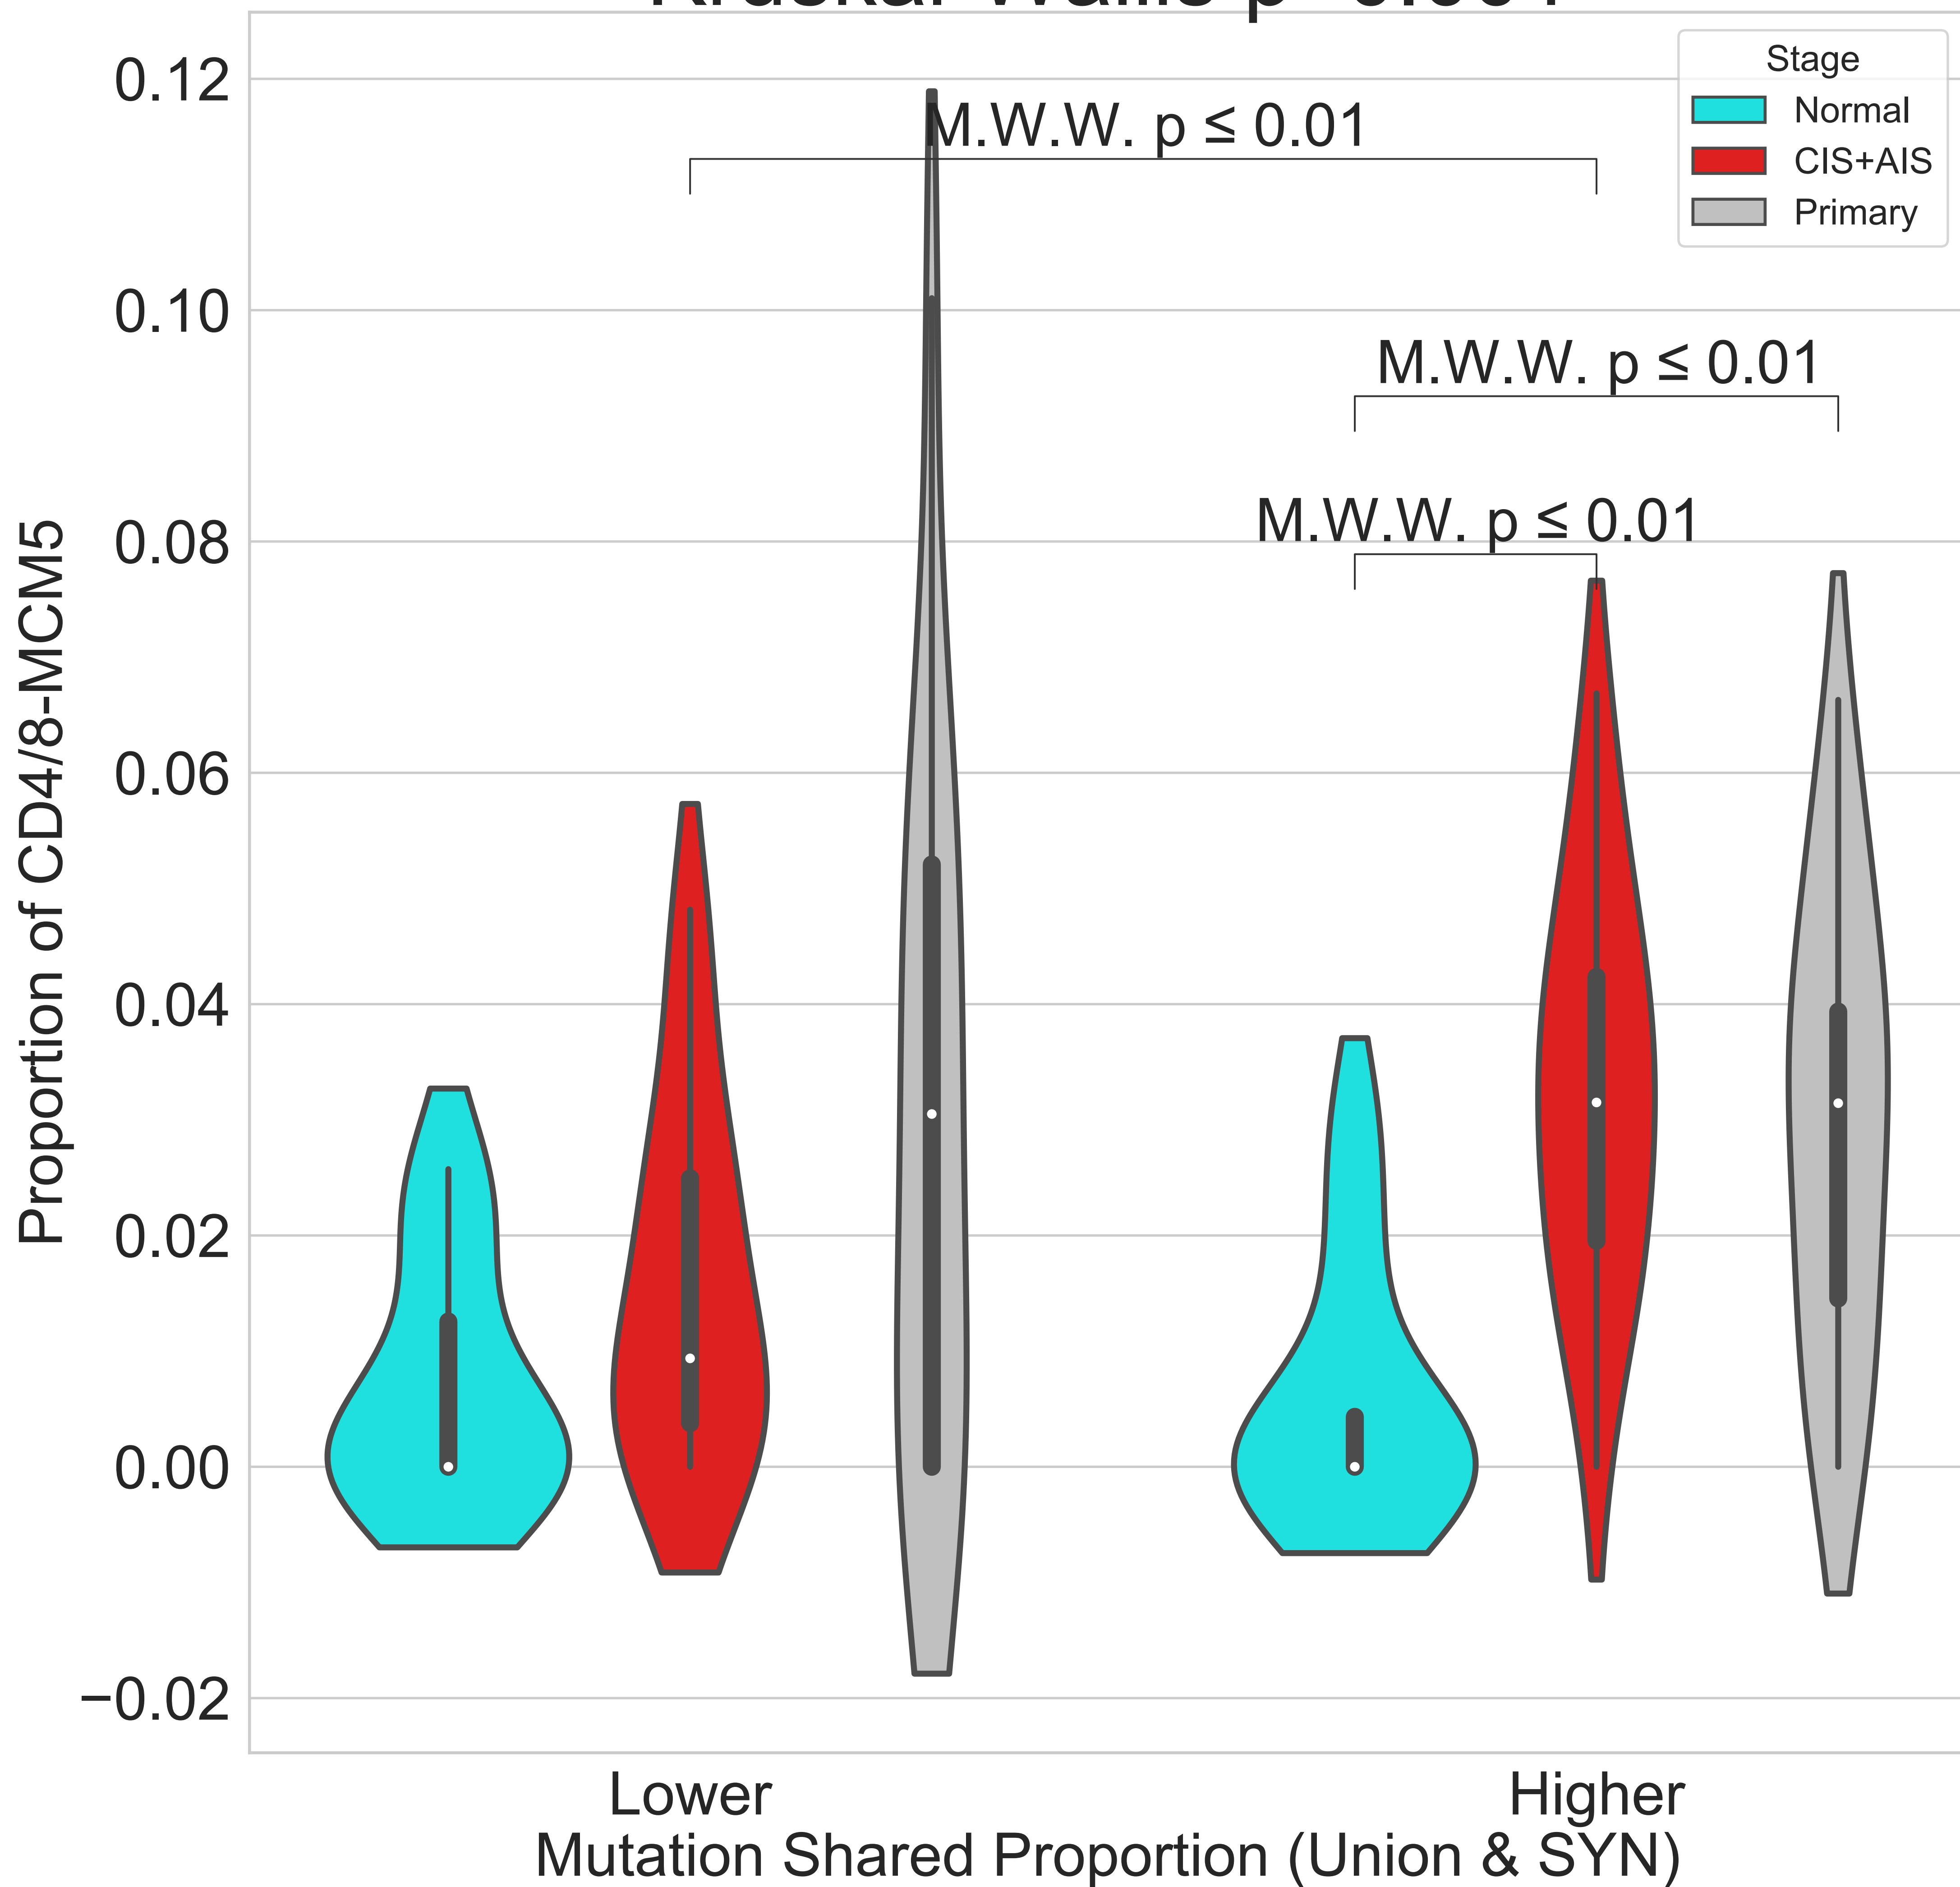 Stage
Normal
CIS+AIS
Primary
M.W.W. p ≤ 0.01
M.W.W. p ≤ 0.01
M.W.W. p ≤ 0.01
Proportion of CD4/8-MCM5
0.12
0.10
0.08
0.06
0.04
0.02
0.00
−0.02
Lower
Higher
Mutation Shared Proportion (Union & SYN)